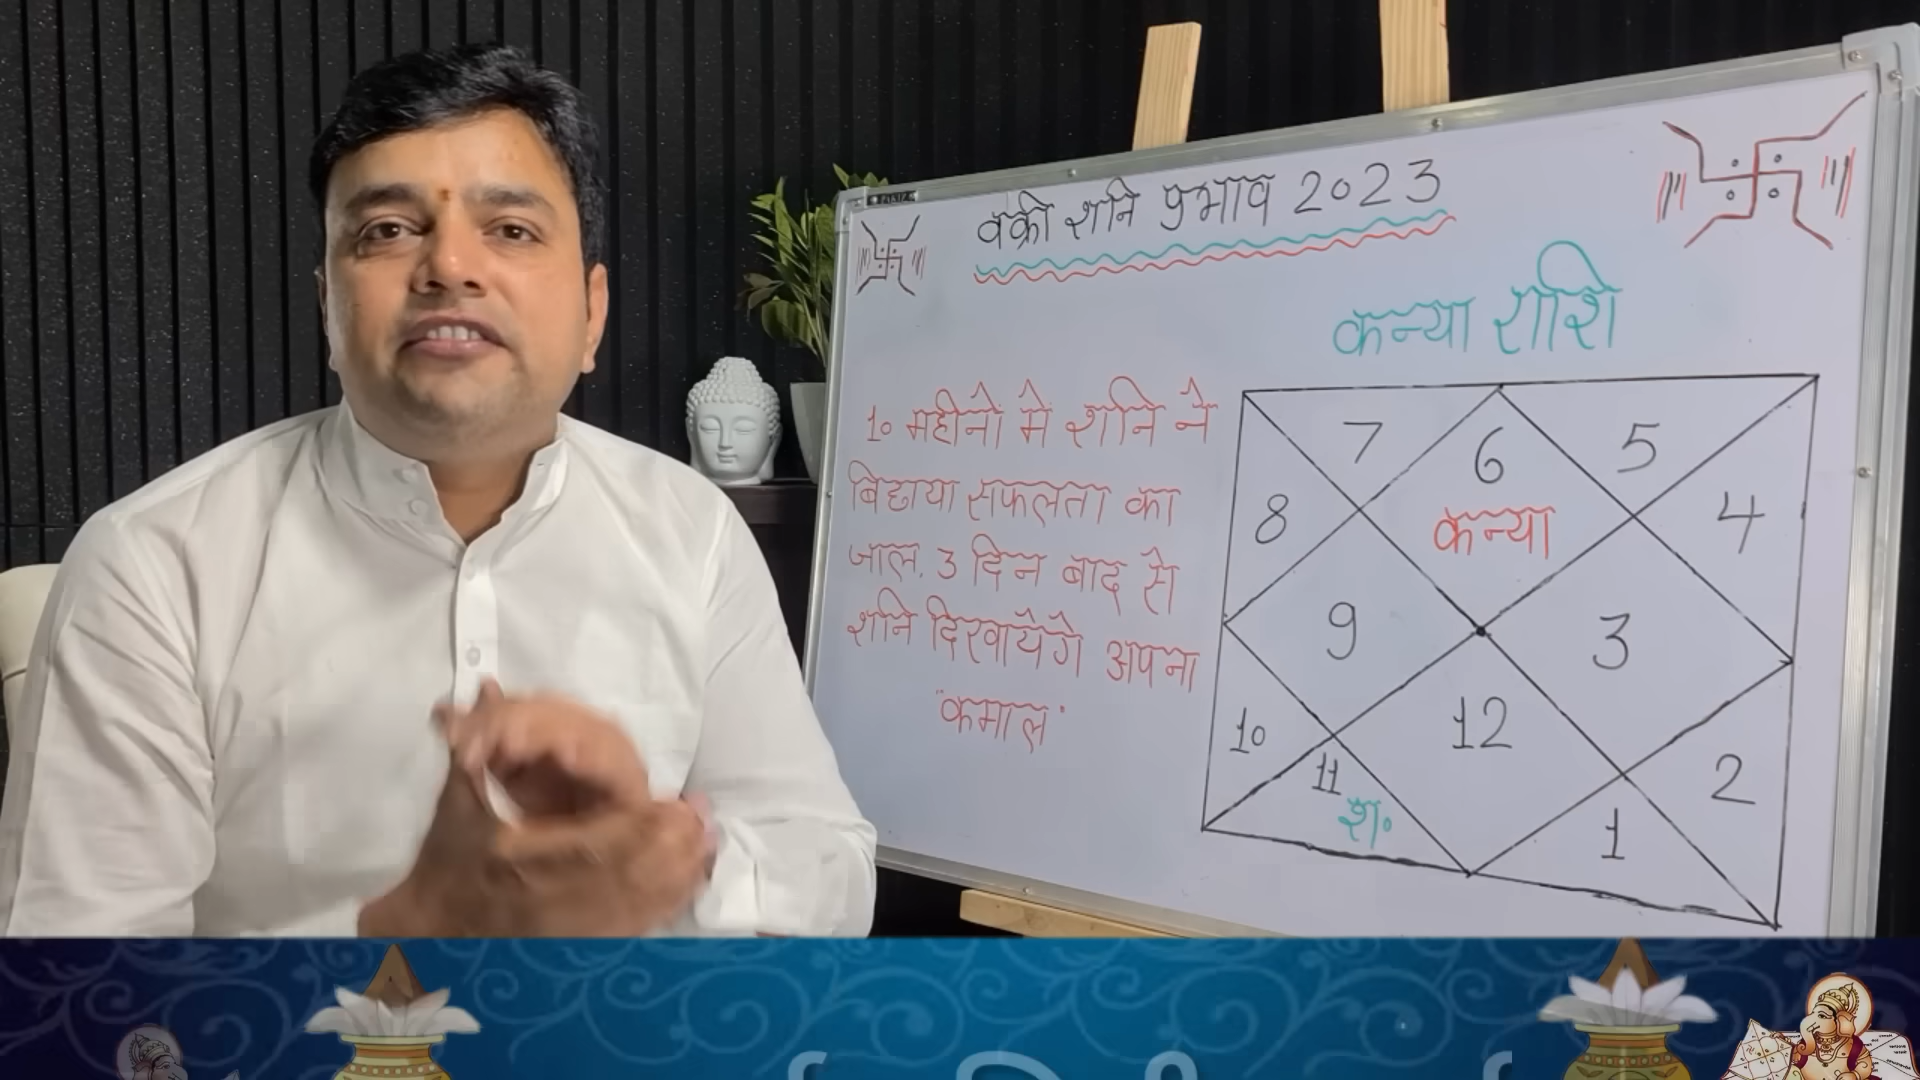 वक्री शनि प्रभाव 2023
कन्या राशि
10 महीनो मे शनि ने
बिछाया सफलता का
जाल, 3 दिन बाद से
शनि दिखायेगे अपना
"कमाल"
7
6
5
8
कन्या
4
9
3
10
12
2
11
श॰
1